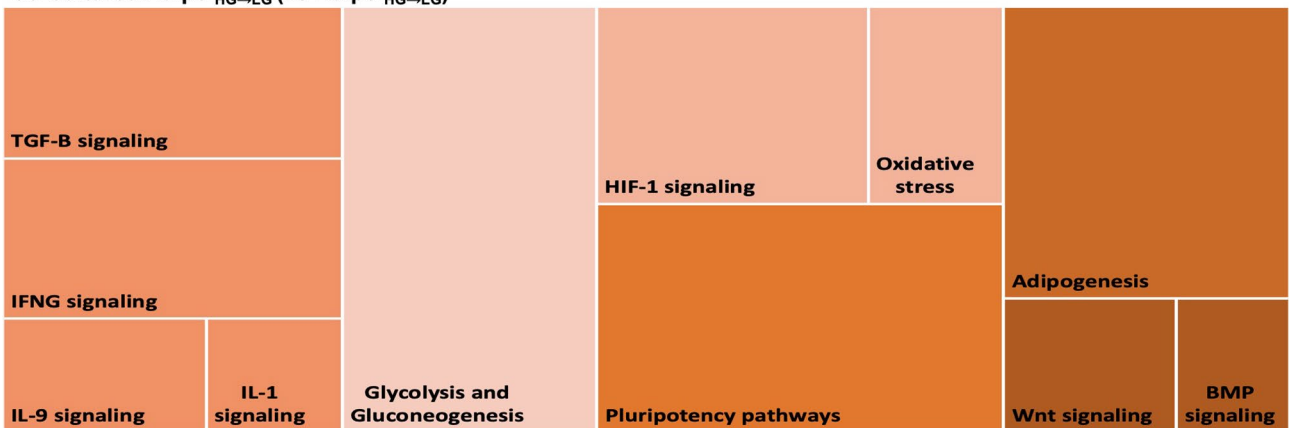 TGF-B signaling
IFNG signaling
IL-9 signaling
IL-1
signaling
Glycolysis and
Gluconeogenesis
HIF-1 signaling
Oxidative
stress
Pluripotency pathways
Adipogenesis
Wnt signaling
BMP
signaling